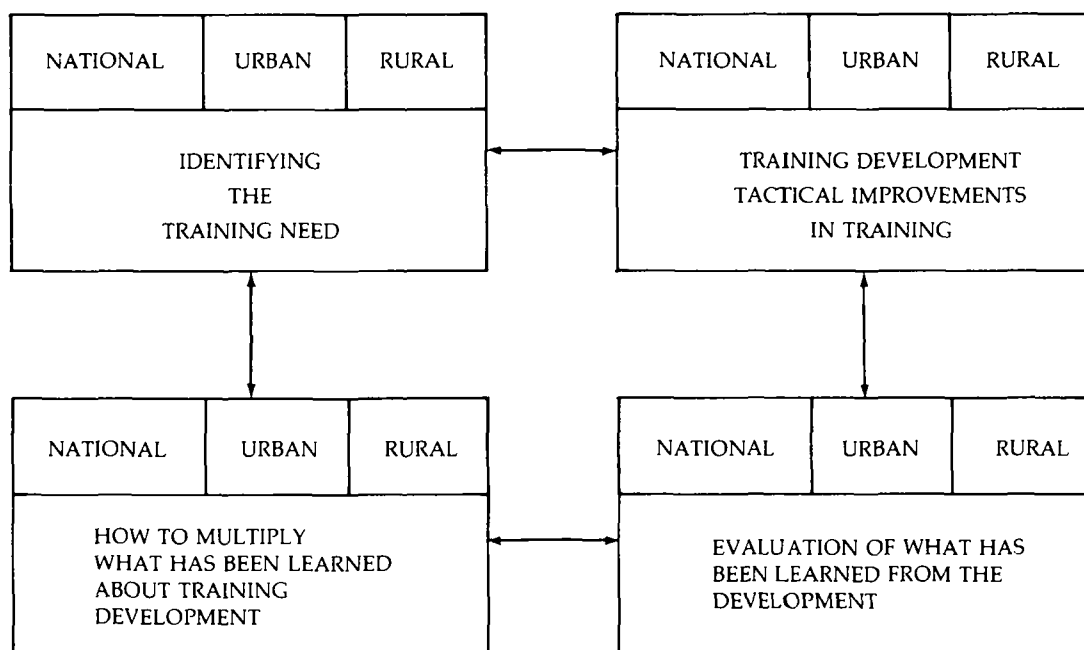 NATIONAL URBAN RURAL
IDENTIFYING
THE
TRAINING NEED
NATIONAL URBAN RURAL
TRAINING DEVELOPMENT
TACTICAL IMPROVEMENTS
IN TRAINING
NATIONAL URBAN RURAL
HOW TO MULTIPLY
WHAT HAS BEEN LEARNED
ABOUT TRAINING
DEVELOPMENT
NATIONAL URBAN RURAL
EVALUATION OF WHAT HAS
BEEN LEARNED FROM THE
DEVELOPMENT